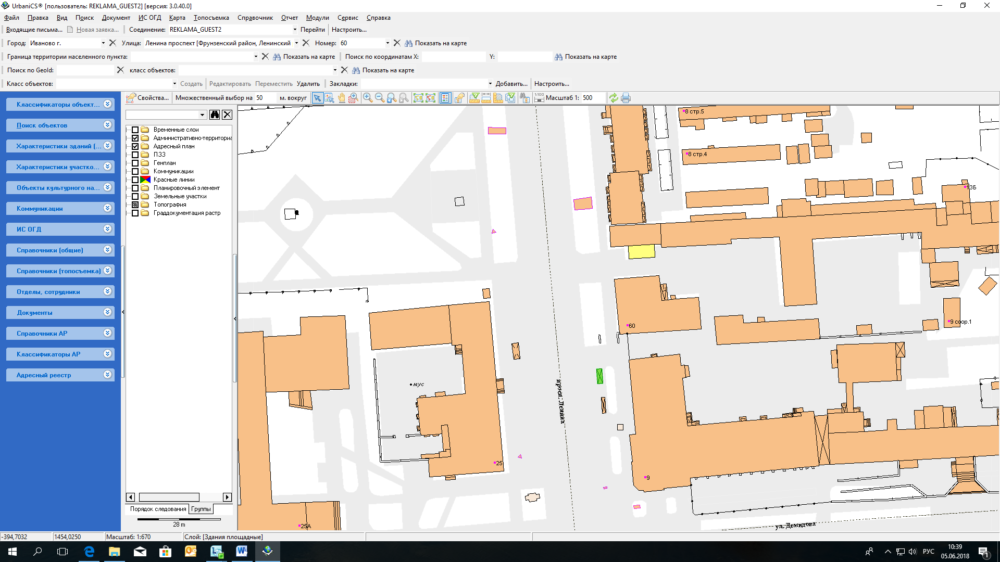 UrbaniCS® [пользователь: REKLAMA_GUEST2] [версия: 3.0.40.0]
Файл Правка Вид Поиск Документ ИС ОГД Карта Топосъемка Справочник Отчет Модули Сервис Справка
Входящие письма... Новая заявка... Соединение: REKLAMA_GUEST2 Перейти Настроить...
Город: Иваново г. Улица: Ленина проспект [Фрунзенский район, Ленинский Номер: 60 Показать на карте
Граница территории населенного пункта: Показать на карте Поиск по координатам X: Y: Показать на карте
Поиск по GeoId: класс объектов: Показать на карте
Класс объектов: Создать Редактировать Переместить Удалить Закладки: Добавить... Настроить...
Свойства... Множественный выбор на 50 м. вокруг 1:100 Масштаб 1: 500
Классификаторы объект...
Поиск объектов
Характеристики зданий (...
Характеристики участко...
Объекты культурного на...
Коммуникации
ИС ОГД
Справочники (общие)
Справочники (топосъемка)
Отделы, сотрудники
Документы
Справочники АР
Классификаторы АР
Адресный реестр
Временные слои
Административно-территориа
Адресный план
ПЗЗ
Генплан
Коммуникации
Красные линии
Планировочный элемент
Земельные участки
Топография
Граддокументация растр
Порядок следования Группы
28 m
8 стр.5
8 стр.4
13Б
60
9 соор.1
мус
просп. Ленина
25
9
25А
ул. Демидова
-394,7032 1454,0250 Масштаб: 1:670 Слой: [Здания площадные]
РУС 10:39
05.06.2018
1